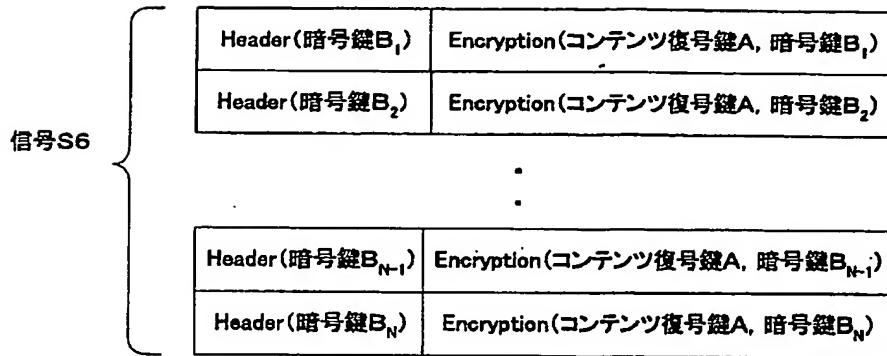 Header(暗号鍵B₁) Encryption(コンテンツ復号鍵A, 暗号鍵B₁)
Header(暗号鍵B₂) Encryption(コンテンツ復号鍵A, 暗号鍵B₂)
信号S6
Header(暗号鍵B_{N-1}) Encryption(コンテンツ復号鍵A, 暗号鍵B_{N-1})
Header(暗号鍵B_N) Encryption(コンテンツ復号鍵A, 暗号鍵B_N)